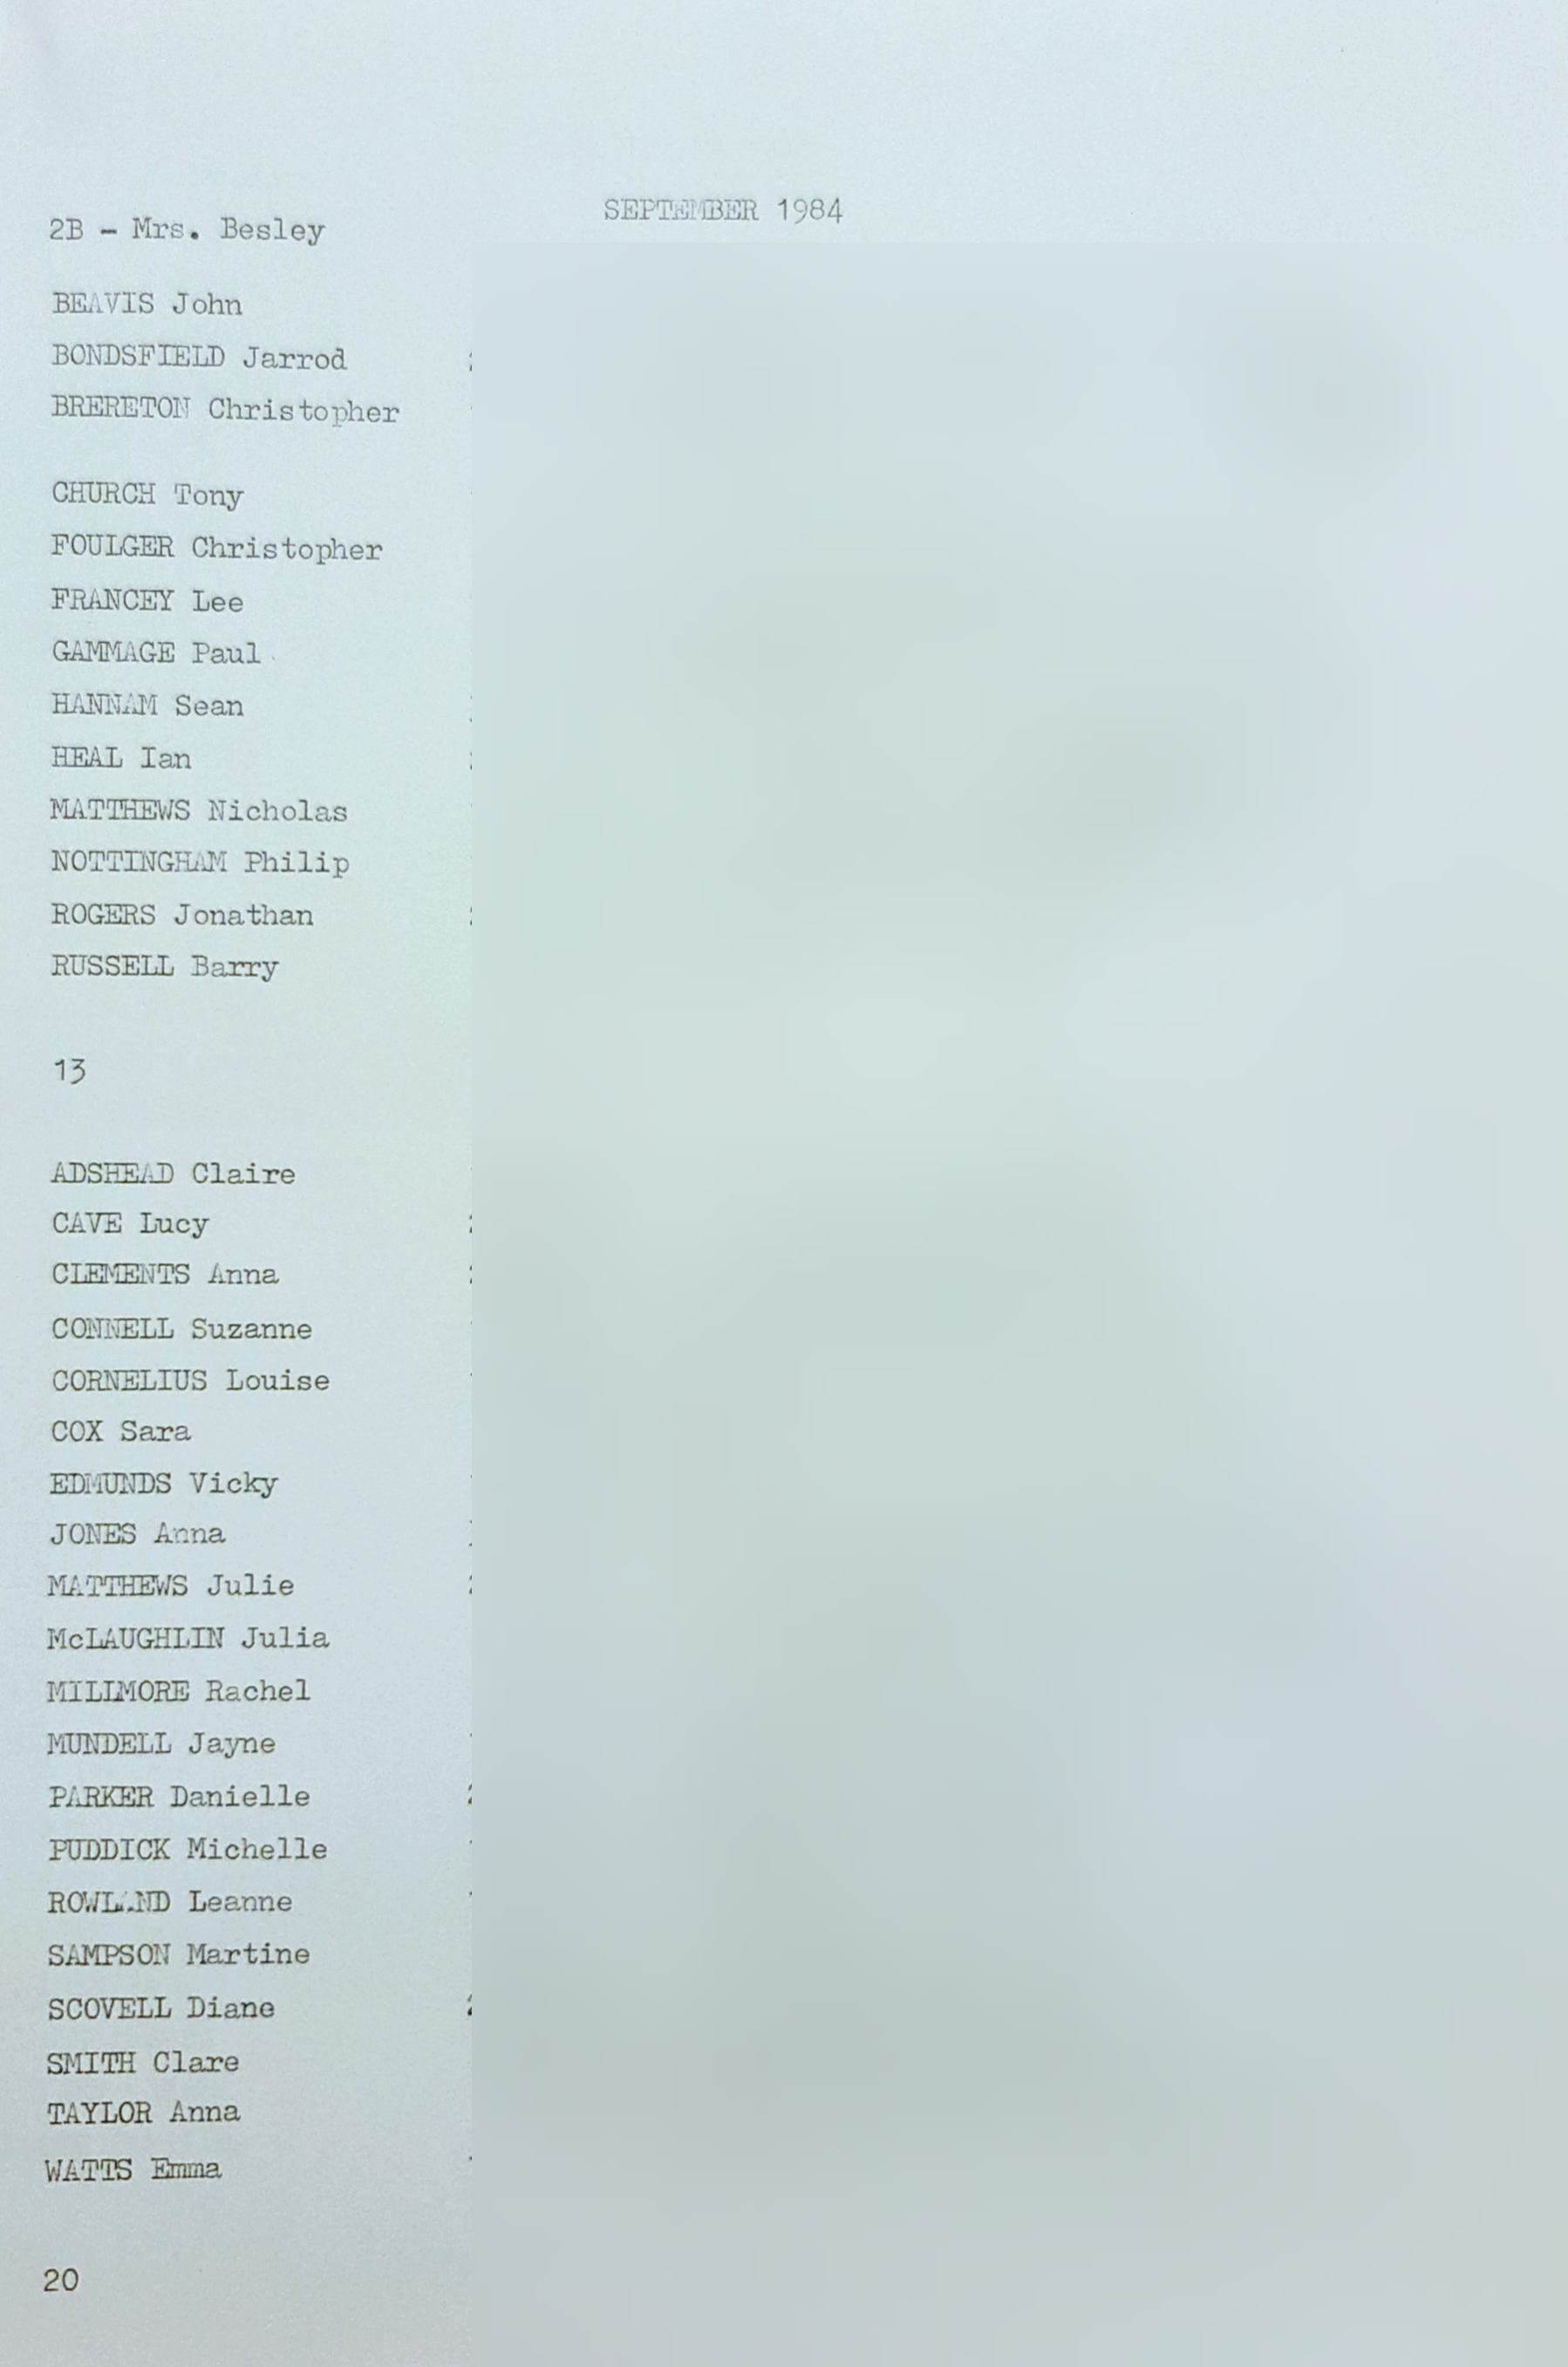 SEPTEMBER 1984
2B - Mrs. Besley
BEAVIS John
BONDSFIELD Jarrod
BRERETON Christopher
CHURCH Tony
FOULGER Christopher
FRANCEY Lee
GAMMAGE Paul
HANNAM Sean
HEAL Ian
MATTHEWS Nicholas
NOTTINGHAM Philip
ROGERS Jonathan
RUSSELL Barry
13
ADSHEAD Claire
CAVE Lucy
CLEMENTS Anna
CONNELL Suzanne
CORNELIUS Louise
COX Sara
EDMUNDS Vicky
JONES Anna
MATTHEWS Julie
McLAUGHLIN Julia
MILLMORE Rachel
MUNDELL Jayne
PARKER Danielle
PUDDICK Michelle
ROWLAND Leanne
SAMPSON Martine
SCOVELL Diane
SMITH Clare
TAYLOR Anna
WATTS Emma
20